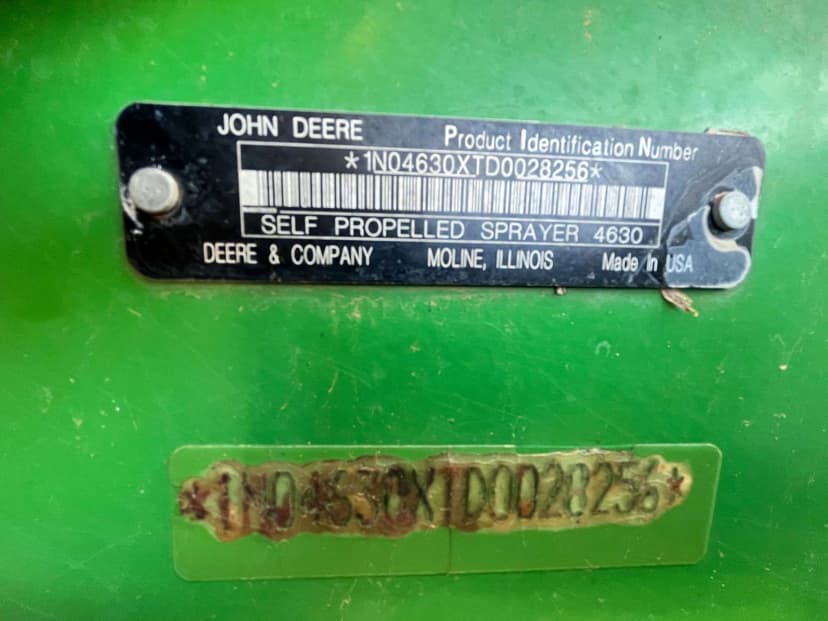 JOHN DEERE Product Identification Number
*1N04630XTD0028256*
SELF PROPELLED SPRAYER 4630
DEERE & COMPANY MOLINE, ILLINOIS Made In USA
*1N04630XTD0028256*